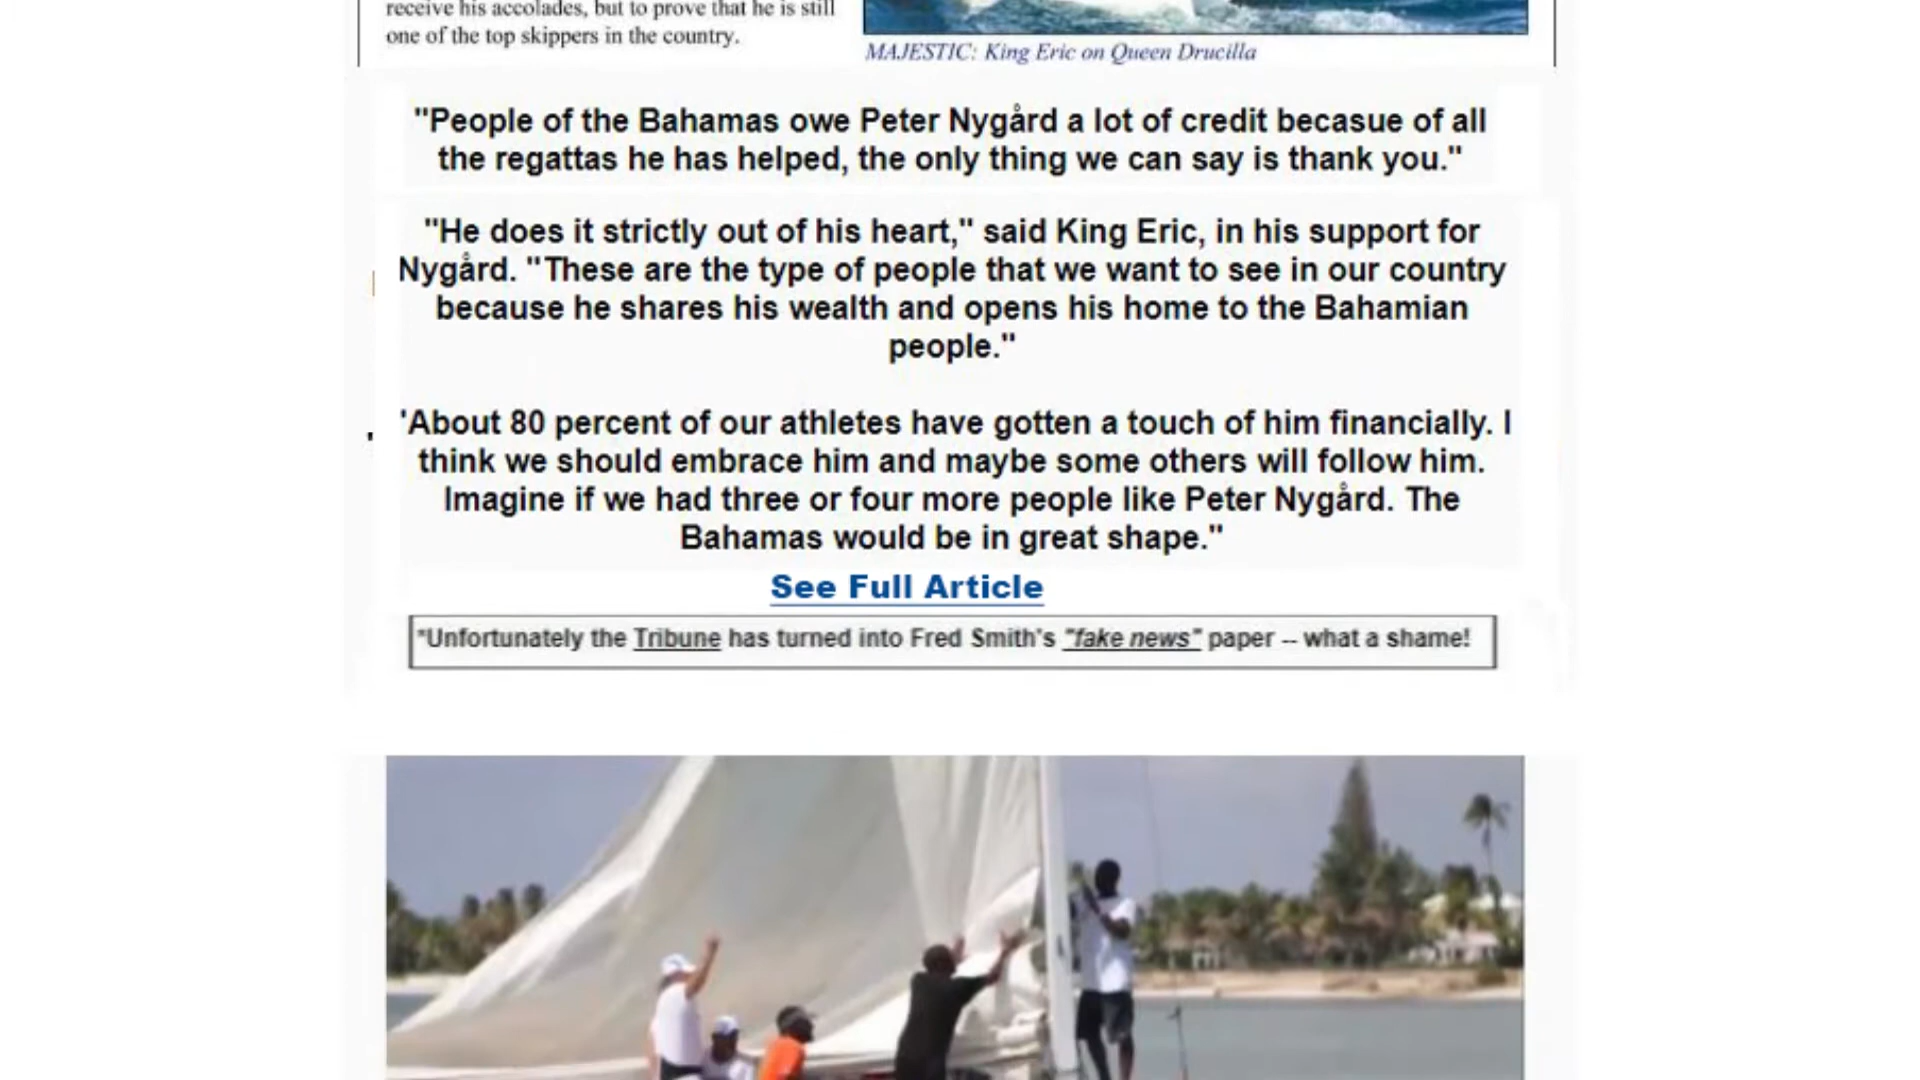 receive his accolades, but to prove that he is still
one of the top skippers in the country.
MAJESTIC: King Eric on Queen Drucilla
"People of the Bahamas owe Peter Nygård a lot of credit becasue of all
the regattas he has helped, the only thing we can say is thank you."
"He does it strictly out of his heart," said King Eric, in his support for
Nygård. "These are the type of people that we want to see in our country
because he shares his wealth and opens his home to the Bahamian
people."
'About 80 percent of our athletes have gotten a touch of him financially. I
think we should embrace him and maybe some others will follow him.
Imagine if we had three or four more people like Peter Nygård. The
Bahamas would be in great shape."
See Full Article
"Unfortunately the Tribune has turned into Fred Smith's "fake news" paper -- what a shame!